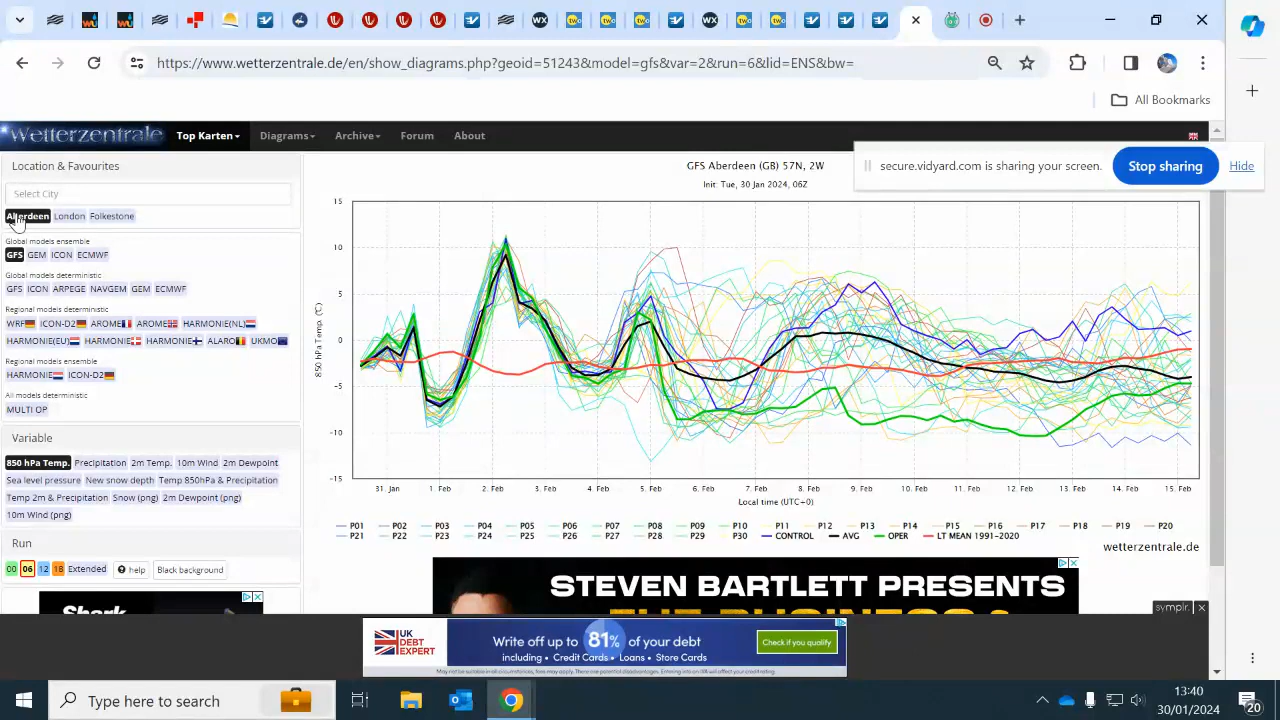 WX
two
two
two
WX
two
two
https://www.wetterzentrale.de/en/show_diagrams.php?geoid=51243&model=gfs&var=2&run=6&lid=ENS&bw=
All Bookmarks
Wetterzentrale
Top Karten
Diagrams
Archive
Forum
About
secure.vidyard.com is sharing your screen.
Stop sharing
Hide
Location & Favourites
Select City
Aberdeen London Folkestone
Global models ensemble
GFS GEM ICON ECMWF
Global models deterministic
GFS ICON ARPEGE NAVGEM GEM ECMWF
Regional models deterministic
WRF ICON-D2 AROME AROME HARMONIE(NL)
HARMONIE(EU) HARMONIE HARMONIE ALARO UKMO
Regional models ensemble
HARMONIE ICON-D2
All models deterministic
MULTI OP
Variable
850 hPa Temp. Precipitation 2m Temp. 10m Wind 2m Dewpoint
Sea level pressure New snow depth Temp 850hPa & Precipitation
Temp 2m & Precipitation Snow (png) 2m Dewpoint (png)
10m Wind (png)
Run
00 06 12 18 Extended help Black background
Shark
GFS Aberdeen (GB) 57N, 2W
Init: Tue, 30 Jan 2024, 06Z
850 hPa Temp. (°C)
15
10
5
0
-5
-10
-15
31. Jan 1. Feb 2. Feb 3. Feb 4. Feb 5. Feb 6. Feb 7. Feb 8. Feb 9. Feb 10. Feb 11. Feb 12. Feb 13. Feb 14. Feb 15. Feb
Local time (UTC+0)
P01 P02 P03 P04 P05 P06 P07 P08 P09 P10 P11 P12 P13 P14 P15 P16 P17 P18 P19 P20
P21 P22 P23 P24 P25 P26 P27 P28 P29 P30 CONTROL AVG OPER LT MEAN 1991-2020
wetterzentrale.de
STEVEN BARTLETT PRESENTS
symplr.
UK DEBT EXPERT
Write off up to 81% of your debt
including • Credit Cards • Loans • Store Cards
Check if you qualify
Type here to search
13:40
30/01/2024
20